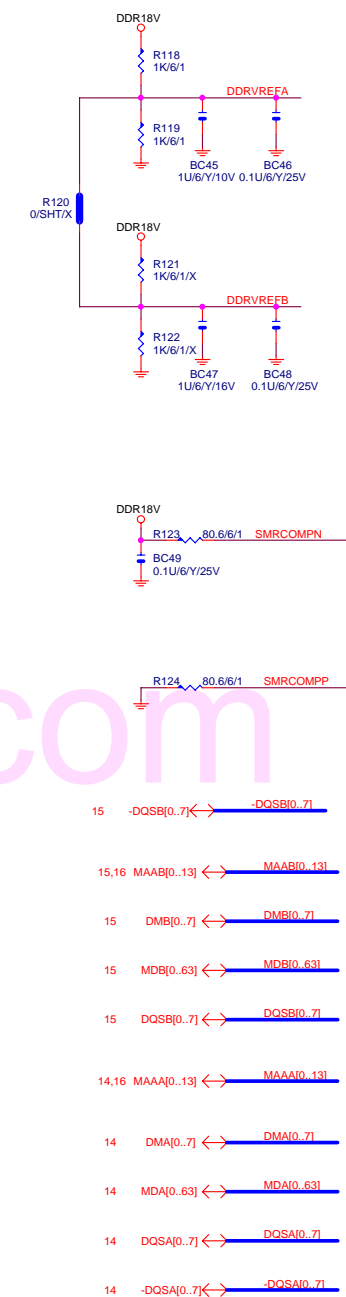 DDR18V
R118
1K/6/1
DDRVREFA
R119
1K/6/1
BC45
1U/6/Y/10V
BC46
0.1U/6/Y/25V
R120
0/SHT/X
DDR18V
R121
1K/6/1/X
DDRVREFB
R122
1K/6/1/X
BC47
1U/6/Y/16V
BC48
0.1U/6/Y/25V
DDR18V
R123 80.6/6/1 SMRCOMPN
BC49
0.1U/6/Y/25V
R124 80.6/6/1 SMRCOMPP
com
15 -DQSB[0..7] -DQSB[0..7]
15,16 MAAB[0..13] MAAB[0..13]
15 DMB[0..7] DMB[0..7]
15 MDB[0..63] MDB[0..63]
15 DQSB[0..7] DQSB[0..7]
14,16 MAAA[0..13] MAAA[0..13]
14 DMA[0..7] DMA[0..7]
14 MDA[0..63] MDA[0..63]
14 DQSA[0..7] DQSA[0..7]
14 -DQSA[0..7] -DQSA[0..7]